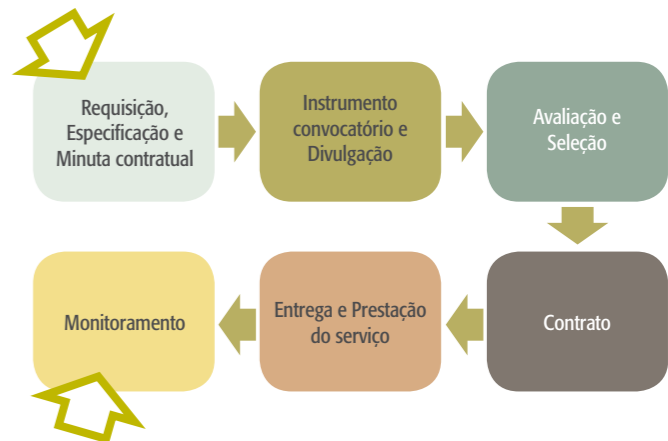 Requisição,
Especificação e
Minuta contratual
Instrumento
convocatório e
Divulgação
Avaliação e
Seleção
Contrato
Entrega e Prestação
do serviço
Monitoramento